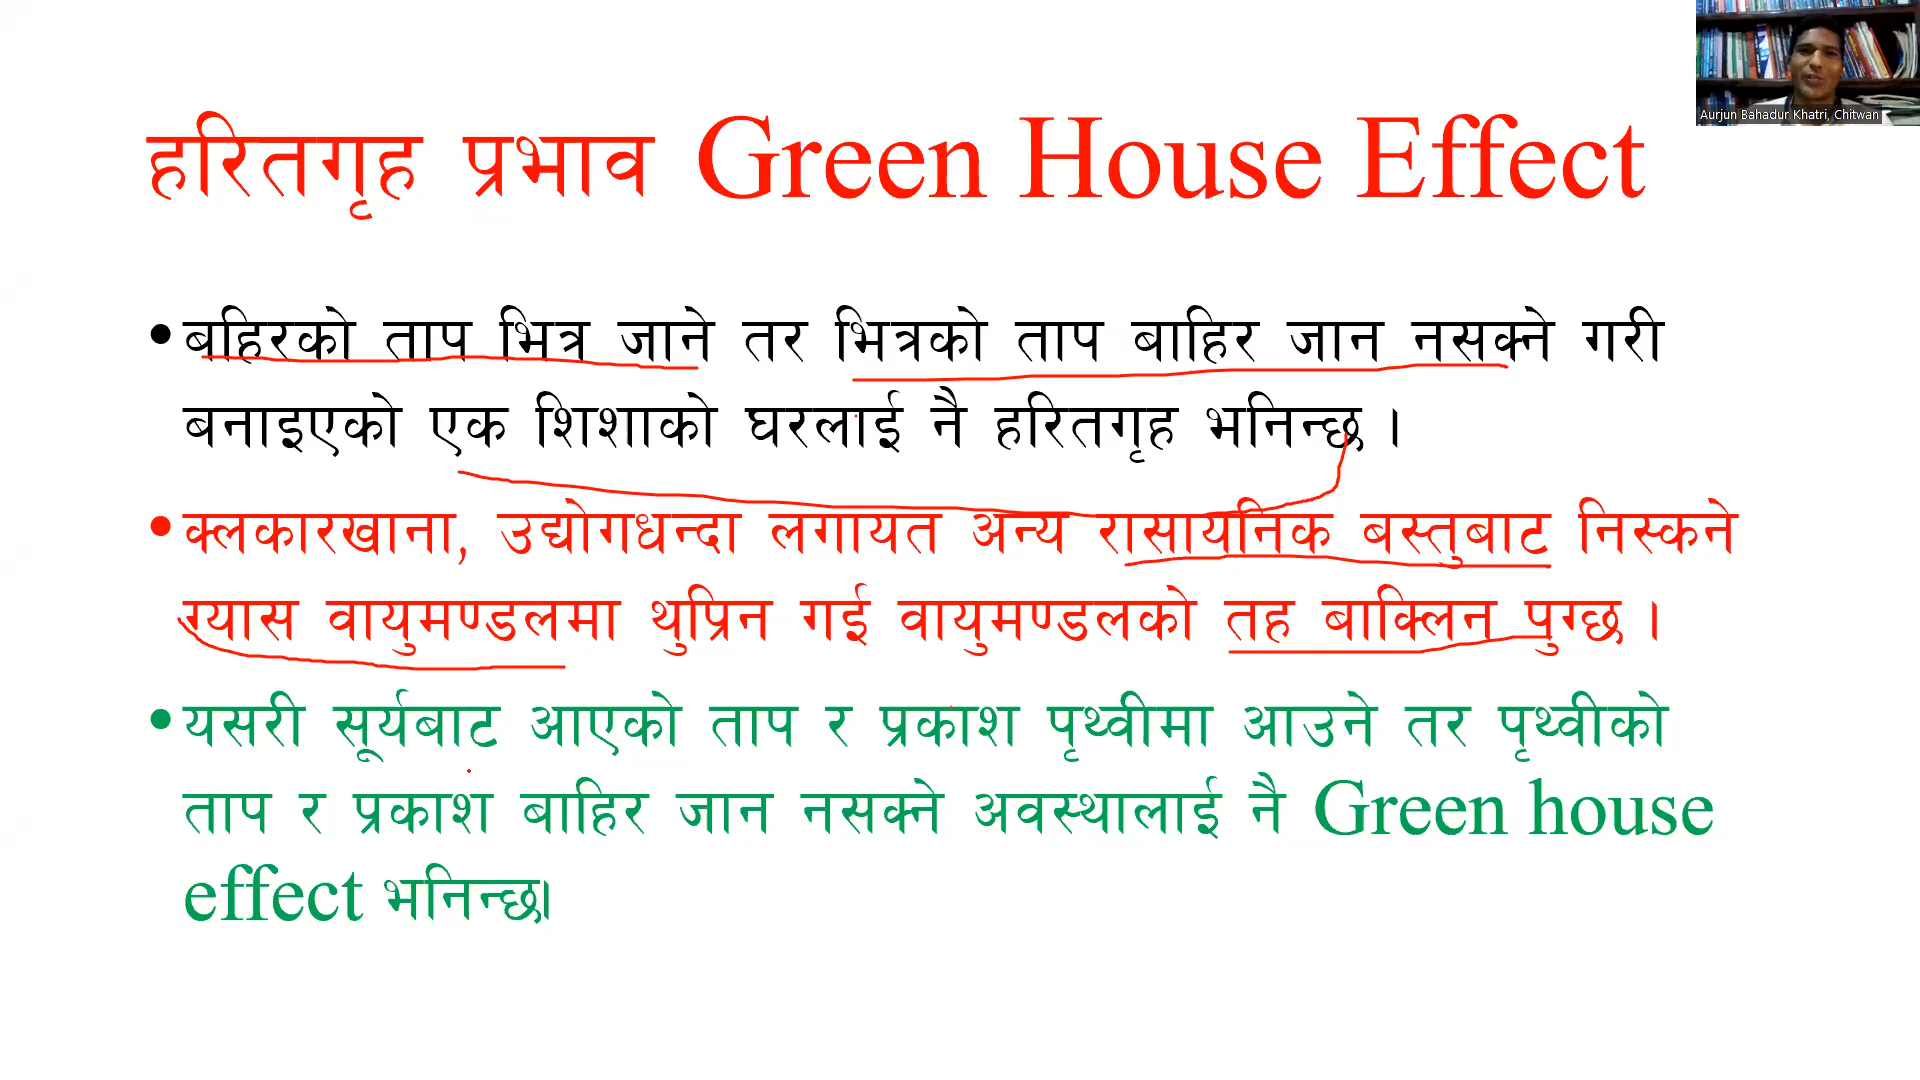 Aurjun Bahadur Khatri, Chitwan
हरितगृह प्रभाव Green House Effect
•बहिरको ताप भित्र जाने तर भित्रको ताप बाहिर जान नसक्ने गरी
बनाइएको एक शिशाको घरलाई नै हरितगृह भनिन्छ ।
•क्लकारखाना, उद्योगधन्दा लगायत अन्य रासायनिक बस्तुबाट निस्कने
ग्यास वायुमण्डलमा थुप्रिन गई वायुमण्डलको तह बाक्लिन पुग्छ ।
•यसरी सूर्यबाट आएको ताप र प्रकाश पृथ्वीमा आउने तर पृथ्वीको
ताप र प्रकाश बाहिर जान नसक्ने अवस्थालाई नै Green house
effect भनिन्छ।